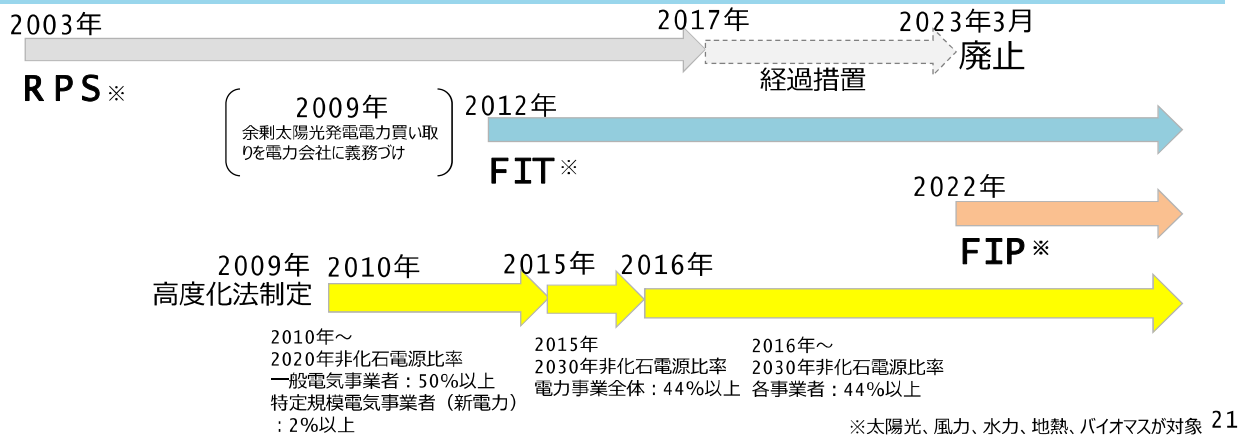 2003年
2017年
2023年3月
廃止
経過措置
RPS※
2009年
余剰太陽光発電電力買い取
りを電力会社に義務づけ
2012年
FIT※
2022年
FIP※
2009年
高度化法制定
2010年
2015年
2016年
2010年～
2020年非化石電源比率
一般電気事業者：50％以上
特定規模電気事業者（新電力）
：2％以上
2015年
2030年非化石電源比率
電力事業全体：44％以上
2016年～
2030年非化石電源比率
各事業者：44％以上
※太陽光、風力、水力、地熱、バイオマスが対象
21